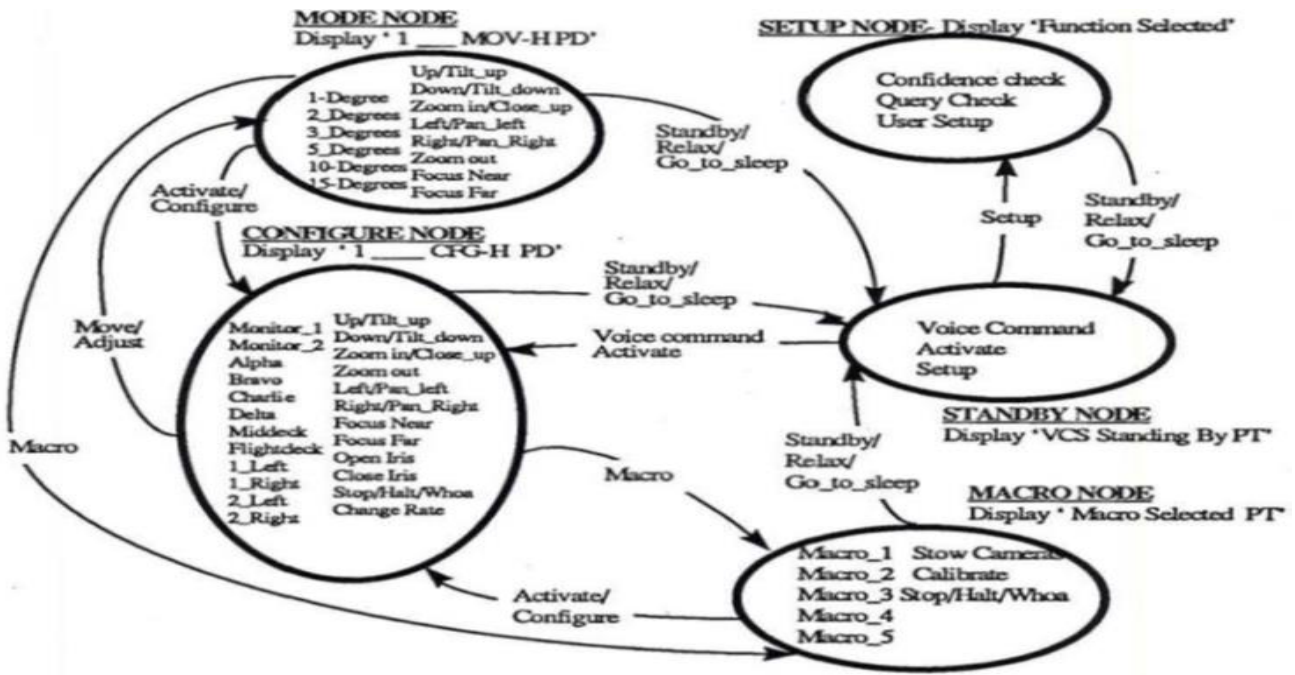 MODE NODE
Display ' 1 ___ MOV-H PD'
1-Degree
2_Degrees
3_Degrees
5_Degrees
10-Degrees
15-Degrees
Up/Tilt_up
Down/Tilt_down
Zoom in/Close_up
Left/Pan_left
Right/Pan_Right
Zoom out
Focus Near
Focus Far
SETUP NODE- Display 'Function Selected'
Confidence check
Query Check
User Setup
Standby/
Relax/
Go_to_sleep
Activate/
Configure
Setup
Standby/
Relax/
Go_to_sleep
CONFIGURE NODE
Display ' 1 ___ CFG-H PD'
Monitor_1
Monitor_2
Alpha
Bravo
Charlie
Delta
Middeck
Flightdeck
1_Left
1_Right
2_Left
2_Right
Up/Tilt_up
Down/Tilt_down
Zoom in/Close_up
Zoom out
Left/Pan_left
Right/Pan_Right
Focus Near
Focus Far
Open Iris
Close Iris
Stop/Halt/Whoa
Change Rate
Standby/
Relax/
Go_to_sleep
Move/
Adjust
Voice command
Activate
Voice Command
Activate
Setup
STANDBY NODE
Display 'VCS Standing By PT'
Macro
Macro
Standby/
Relax/
Go_to_sleep
MACRO NODE
Display ' Macro Selected PT'
Macro_1 Stow Cameras
Macro_2 Calibrate
Macro_3 Stop/Halt/Whoa
Macro_4
Macro_5
Activate/
Configure